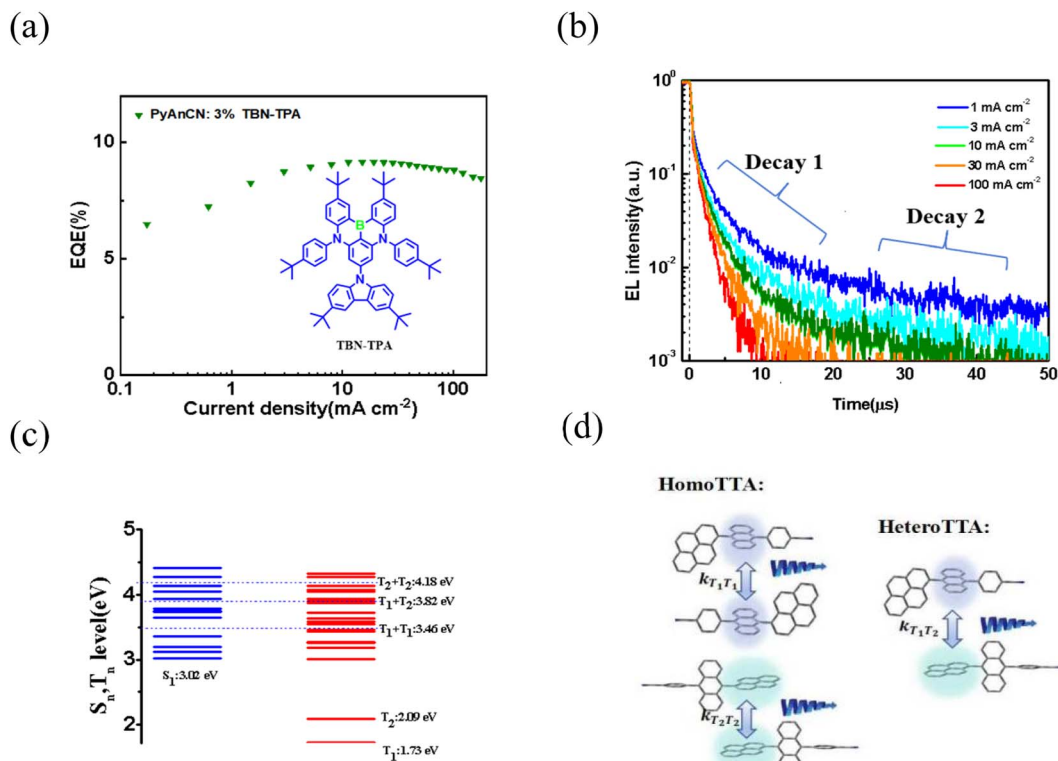 (a)
PyAnCN: 3% TBN-TPA
10
5
0
EQE(%)
B
N
N
N
TBN-TPA
0.1
1
10
100
Current density(mA cm⁻²)
(b)
10⁰
10⁻¹
10⁻²
10⁻³
EL intensity(a.u.)
1 mA cm⁻²
3 mA cm⁻²
10 mA cm⁻²
30 mA cm⁻²
100 mA cm⁻²
Decay 1
Decay 2
0
10
20
30
40
50
Time(μs)
(c)
5
4
3
2
Sₙ,Tₙ level(eV)
T₂+T₂:4.18 eV
T₁+T₂:3.82 eV
T₁+T₁:3.46 eV
S₁:3.02 eV
T₂:2.09 eV
T₁:1.73 eV
(d)
HomoTTA:
k_T₁T₁
k_T₂T₂
HeteroTTA:
k_T₁T₂